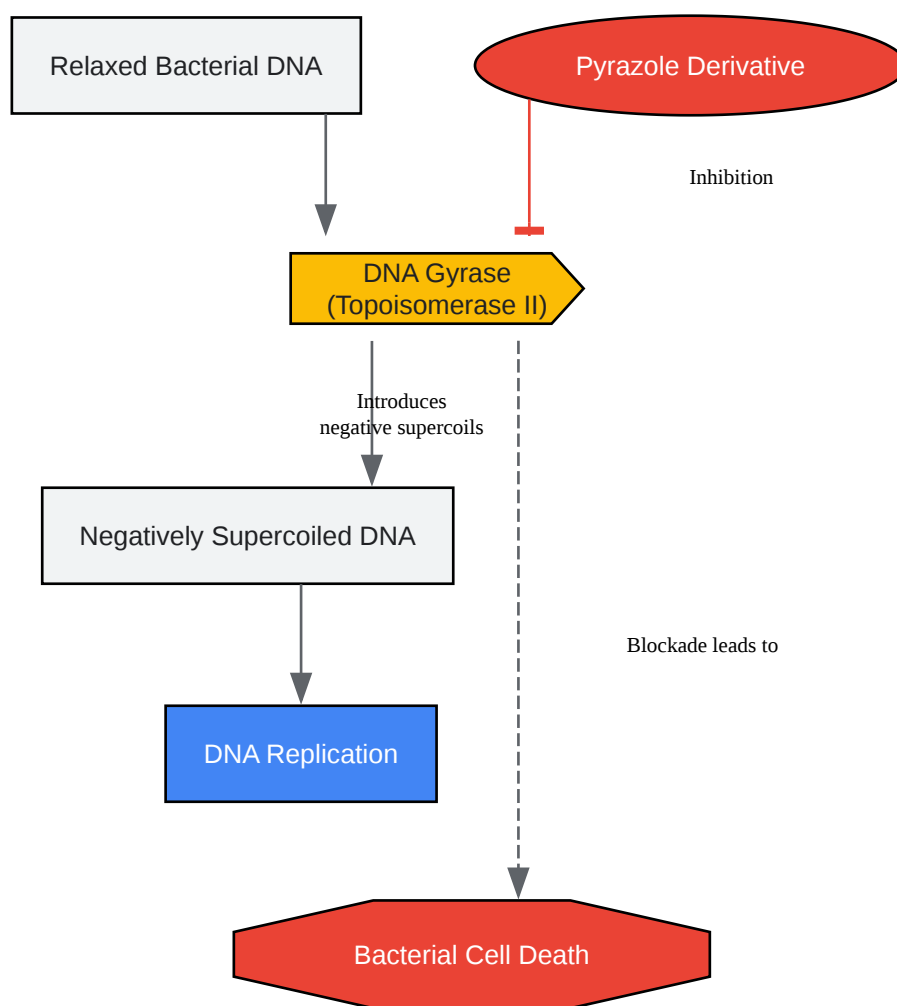 Relaxed Bacterial DNA
Pyrazole Derivative
Inhibition
DNA Gyrase
(Topoisomerase II)
Introduces
negative supercoils
Negatively Supercoiled DNA
Blockade leads to
DNA Replication
Bacterial Cell Death